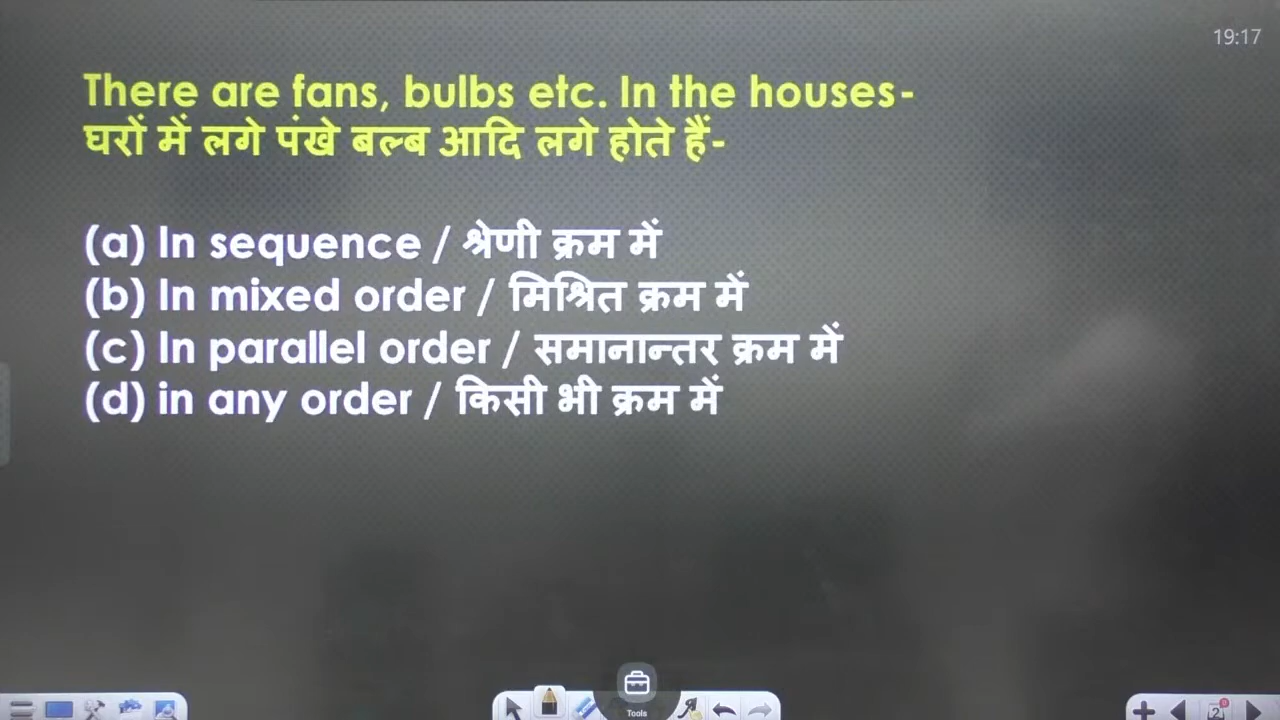 19:17
There are fans, bulbs etc. In the houses-
घरों में लगे पंखे बल्ब आदि लगे होते हैं-
(a) In sequence / श्रेणी क्रम में
(b) In mixed order / मिश्रित क्रम में
(c) In parallel order / समानान्तर क्रम में
(d) in any order / किसी भी क्रम में
Tools
2